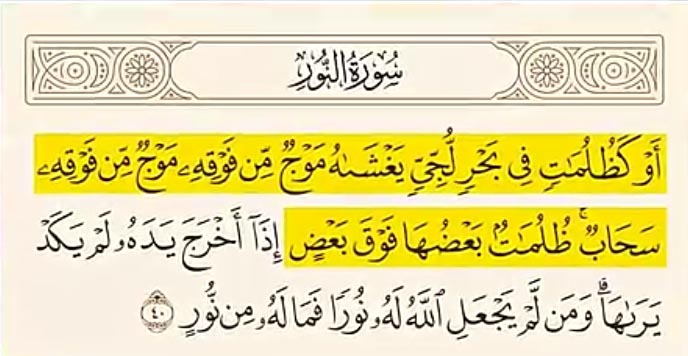 سُورَةُ النُّورِ
أَوْ كَظُلُمَٰتٍ فِى بَحْرٍ لُّجِّىٍّ يَغْشَىٰهُ مَوْجٌ مِّن فَوْقِهِۦ مَوْجٌ مِّن فَوْقِهِۦ
سَحَابٌ ۚ ظُلُمَٰتٌۢ بَعْضُهَا فَوْقَ بَعْضٍ إِذَآ أَخْرَجَ يَدَهُۥ لَمْ يَكَدْ
يَرَىٰهَا ۗ وَمَن لَّمْ يَجْعَلِ ٱللَّهُ لَهُۥ نُورًا فَمَا لَهُۥ مِن نُّورٍ ٤٠